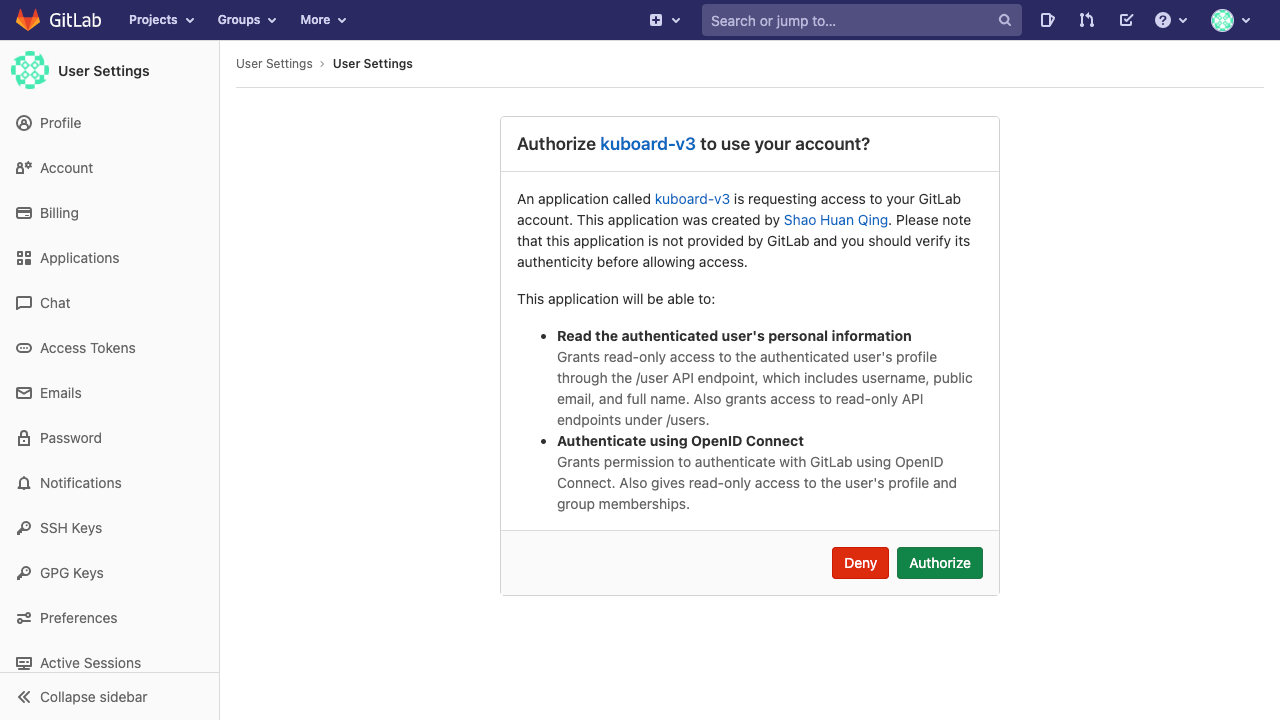 GitLab Projects Groups More Search or jump to...
User Settings
Profile
Account
Billing
Applications
Chat
Access Tokens
Emails
Password
Notifications
SSH Keys
GPG Keys
Preferences
Active Sessions
Collapse sidebar
User Settings › User Settings
Authorize kuboard-v3 to use your account?
An application called kuboard-v3 is requesting access to your GitLab
account. This application was created by Shao Huan Qing. Please note
that this application is not provided by GitLab and you should verify its
authenticity before allowing access.
This application will be able to:
• Read the authenticated user's personal information
Grants read-only access to the authenticated user's profile
through the /user API endpoint, which includes username, public
email, and full name. Also grants access to read-only API
endpoints under /users.
• Authenticate using OpenID Connect
Grants permission to authenticate with GitLab using OpenID
Connect. Also gives read-only access to the user's profile and
group memberships.
Deny Authorize